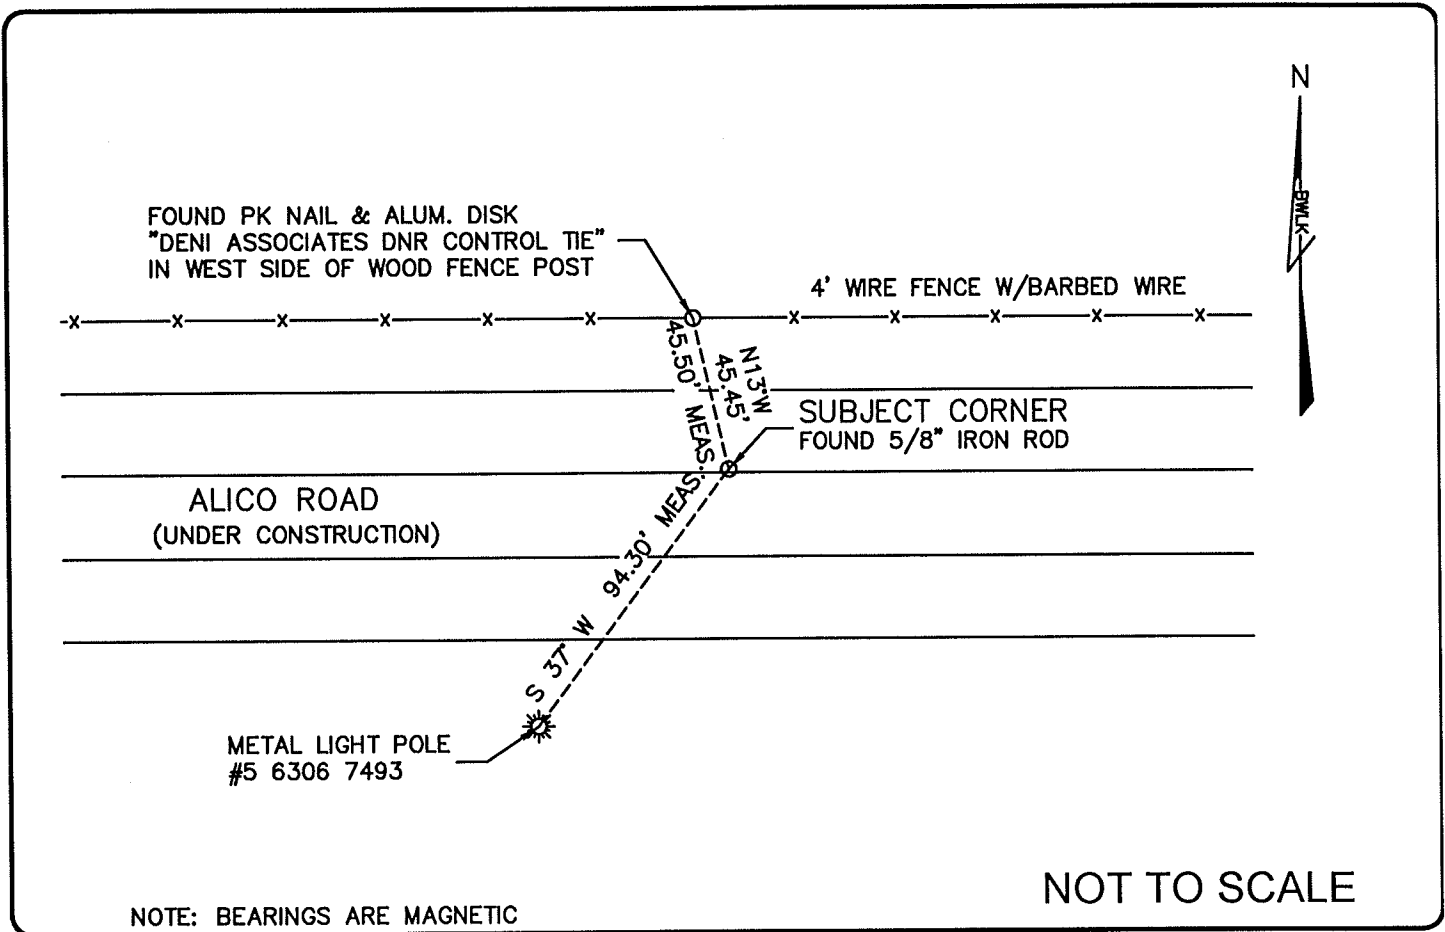 N
BWLK
FOUND PK NAIL & ALUM. DISK
"DENI ASSOCIATES DNR CONTROL TIE"
IN WEST SIDE OF WOOD FENCE POST
4' WIRE FENCE W/BARBED WIRE
45.50' MEAS.
N13°W
45.45'
SUBJECT CORNER
FOUND 5/8" IRON ROD
ALICO ROAD
(UNDER CONSTRUCTION)
S 37° W 94.30' MEAS.
METAL LIGHT POLE
#5 6306 7493
NOT TO SCALE
NOTE: BEARINGS ARE MAGNETIC